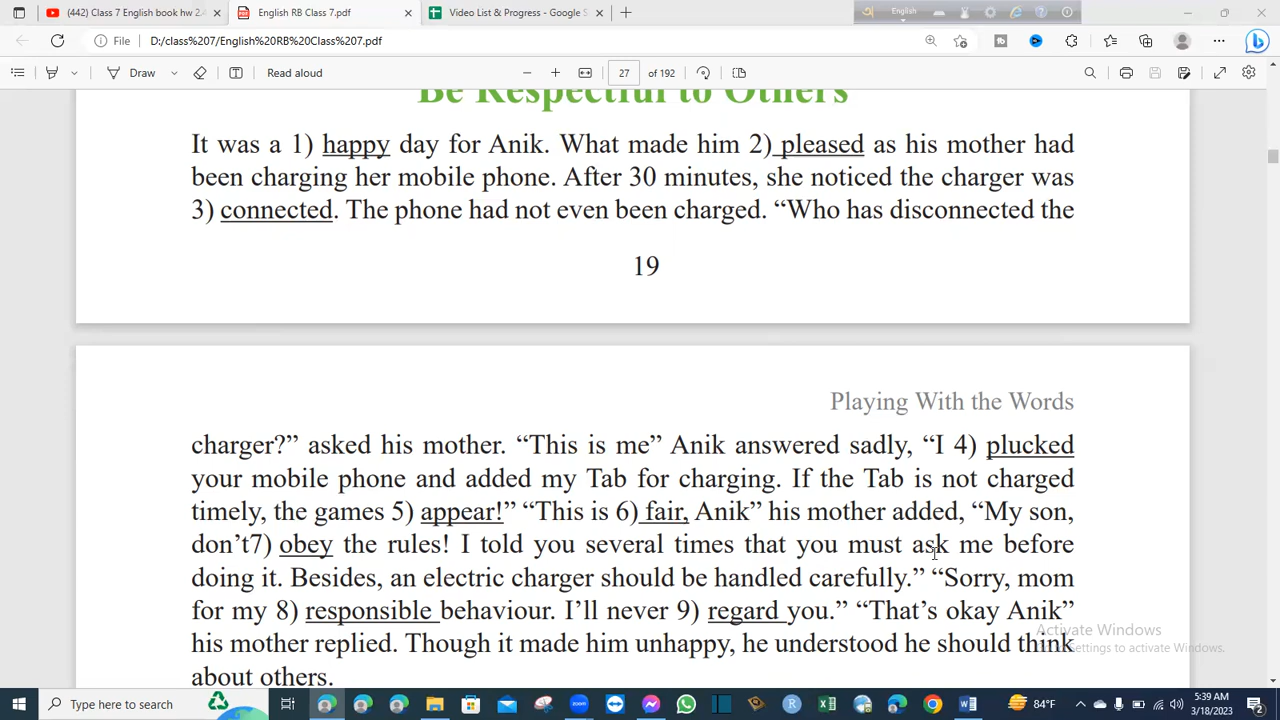 (442) Class 7 English book hw 2.
English RB Class 7.pdf
Video List & Progress - Google S
English
File
D:/class%207/English%20RB%20Class%207.pdf
Draw
Read aloud
27 of 192
Be Respectful to Others
It was a 1) happy day for Anik. What made him 2) pleased as his mother had
been charging her mobile phone. After 30 minutes, she noticed the charger was
3) connected. The phone had not even been charged. “Who has disconnected the
19
Playing With the Words
charger?” asked his mother. “This is me” Anik answered sadly, “I 4) plucked
your mobile phone and added my Tab for charging. If the Tab is not charged
timely, the games 5) appear!” “This is 6) fair, Anik” his mother added, “My son,
don’t7) obey the rules! I told you several times that you must ask me before
doing it. Besides, an electric charger should be handled carefully.” “Sorry, mom
for my 8) responsible behaviour. I’ll never 9) regard you.” “That’s okay Anik”
his mother replied. Though it made him unhappy, he understood he should think
about others.
Activate Windows
Go to Settings to activate Windows.
Type here to search
84°F
5:39 AM
3/18/2023